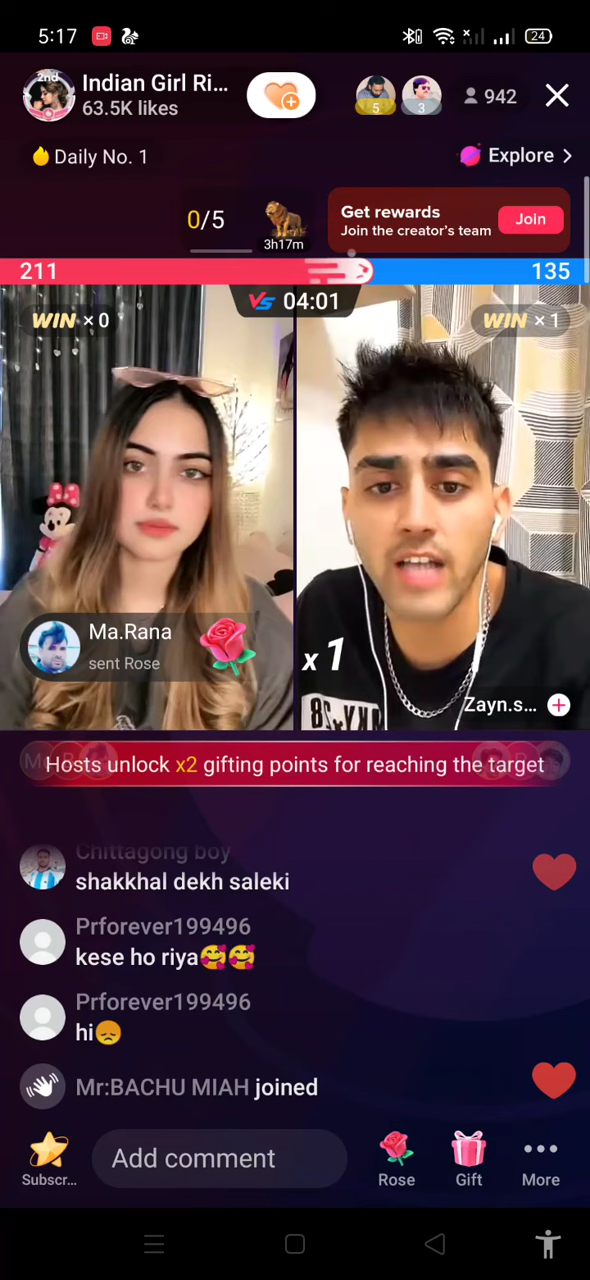 5:17
24
2nd
Indian Girl Ri...
63.5K likes
5
3
942
Daily No. 1
Explore >
0/5
3h17m
Get rewards
Join the creator's team
Join
211
VS 04:01
135
WIN × 0
WIN × 1
Ma.Rana
sent Rose
x 1
Zayn.s...
Hosts unlock x2 gifting points for reaching the target
Chittagong boy
shakkhal dekh saleki
Prforever199496
kese ho riya🥰🥰
Prforever199496
hi😞
Mr:BACHU MIAH joined
Subscr...
Add comment
Rose
Gift
More